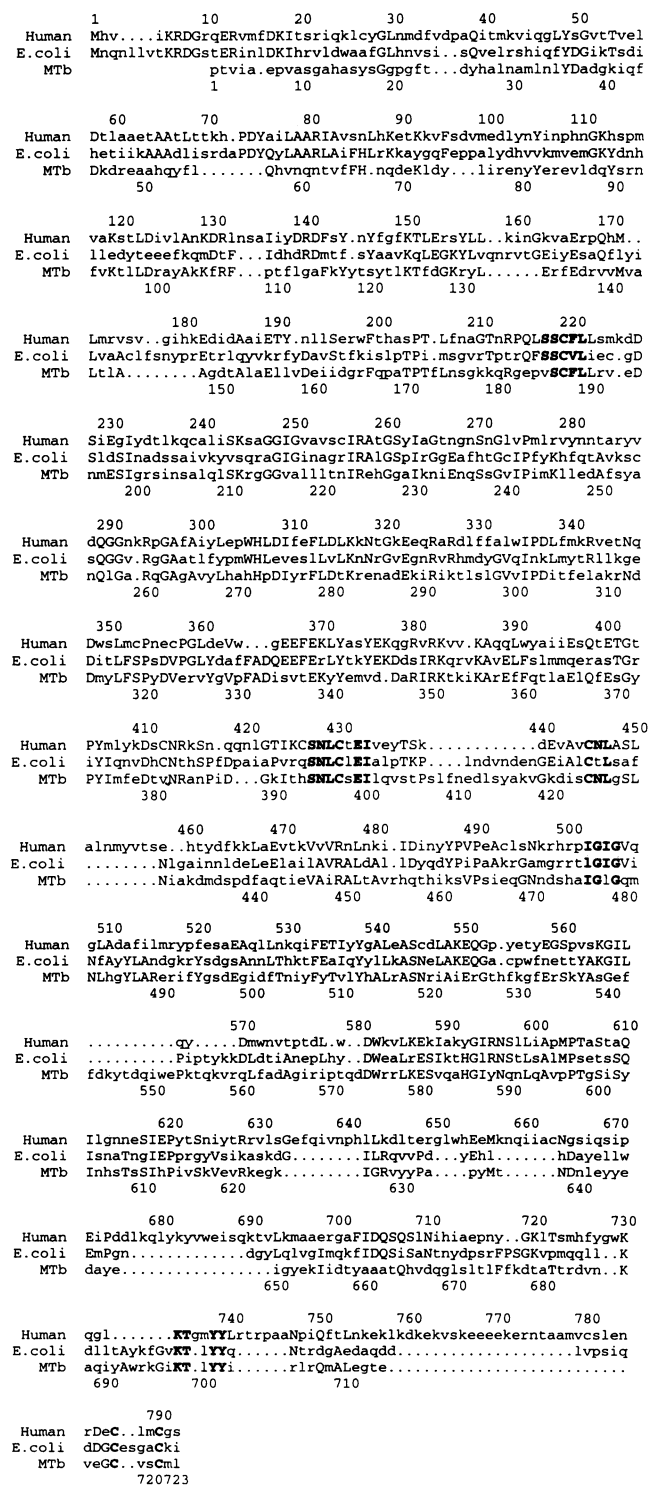 1 10 20 30 40 50
Human Mhv....iKRDGrqERvmfDKItsriqklcyGLnmdfvdpaQitmkviqgLYsGvtTvel
E.coli MnqnllvtKRDGstERinlDKIhrvldwaafGLhnvsi..sQvelrshiqfYDGikTsdi
MTb ptvia.epvasgahasysGgpgft..dyhalnamlnlYDadgkiqf
1 10 20 30 40
60 70 80 90 100 110
Human DtlaaetAAtLttkh.PDYaiLAARIAvsnLhKetKkvFsdvmedlynYinphnGKhspm
E.coli hetiikAAAdlisrdaPDYQyLAARLAiFHLrKkaygqFeppalydhvvkmvemGKYdnh
MTb DkdreaahqyfL......QhvnqntvfFH.nqdeKldy...lirenyYerevldqYsrn
50 60 70 80 90
120 130 140 150 160 170
Human vaKstLDivlAnKDRlnsaIiyDRDFsY.nYfgfKTLErsYLL..kinGkvaErpQhM..
E.coli lledyteeefkqmDtF..IdhdRDmtf.sYAavKqLEGKYLvqnrvtGEiyEsaQflyi
MTb fvKtlLDrayAkKfRF..ptflgaFkYytsytlKTfdGKryL.....ErfEdrvvMva
100 110 120 130 140
180 190 200 210 220
Human Lmrvsv..gihkEdidAaiETY.nllSerwFthasPT.LfnaGTnRPQLSSCFLLsmkdD
E.coli LvaAclfsnyprEtrlqyvkrfyDavStfkislpTPi.msgvrTptrQFSSCVLiec.gD
MTb LtlA........AgdtAlaELlvDeiidgrFqpaTPTfLnsgkkqRgepvSCFLLrv.eD
150 160 170 180 190
230 240 250 260 270 280
Human SiEgIydtlkqcaliSKsaGGIGvavscIRAtGSyIaGtngnSnGlvPmlrvynntaryv
E.coli SldSInadssaivkyvsqraGIGinagrIRAlGSpIrGgEafhtGcIPfyKhfqtAvksc
MTb nmESIgrsinsalqlSKrgGGvallltnIREhGgaIkniEnqSsGvIPimKlledAfsya
200 210 220 230 240 250
290 300 310 320 330 340
Human dQGGnkRpGAfAiyLepWHLDIfeFLDLKkNtGkEeqRaRdlffalwIPDLfmkRvetNq
E.coli sQGGv.RgGAAtlfypmWHLeveslLvLKnNrGvEgnRvRhmdyGVqInkLmytRllkge
MTb nQlGa.RqGAgAvyLhahHpDIyrFLDtKrenadEkiRiktlslGVvIPDitfelakrNd
260 270 280 290 300 310
350 360 370 380 390 400
Human DwsLmcPnecPGLdeVw...gEEFEKLYasYEKqgRvRKvv.KAqqLwyaiiEsQtETGt
E.coli DitLFSPsDVPGLYdafFADQEEFErLYtkYEKDdsIRKqrvKAvELFslmmqerasTGr
MTb DmyLFSPyDVervYgVpFADisvtEKyYemvd.DaRIRKtkiKAreFfqtlaELQfEsGy
320 330 340 350 360 370
410 420 430 440 450
Human PYmlykDsCNRKsN.qqnlGTIKCSNLCtEIveyTSk............dEvAvCNLASL
E.coli iYIqnvDhCNthSPfDpaiaPvrqSNLClEIalpTKP....lndvndenGEiAlCtLsaf
MTb PYImfeDtvNRanPiD...GkIthSNLCsEIlqvstPslfnedlsyakvGkdisCNLgSL
380 390 400 410 420
460 470 480 490 500
Human alnmyvtse..htydfkkLaEvtkVvVRnLnki.IDinyYPVPeAclsNkrhrpIGIGVq
E.coli ........NlgainnldeLeElailAVRALdAl.lDyqdYPipaAkrGamgrrtlGIGVi
MTb ........NiakdmdspdfaqtieVAiRALtAvrhqthiksVPsieqGNndshaIGlGqm
430 440 450 460 470 480
510 520 530 540 550 560
Human gLAdafilmrypfesaEAqlLnkqiFETIyYgALeAScdLAKEQGp.yetyEGSpvsKGIL
E.coli NfAyYLAndgkrYsdgsAnnLThktFEaIqYylLkASNeLAKEQGa.cpwfnettYAKGIL
MTb NLhgYLARerifYgsdEgidfTniyFyTvlYhALrASNriAiErGthfkgfErSkYAsGef
490 500 510 520 530 540
570 580 590 600 610
Human .........qy.....DmwnvtptdL.w..DWkvLKEkIakyGIRNSlLiApMPTaStaQ
E.coli .........PiptykkDLdtiANepLhy..DWeaLrESIktHGlRNStLsAlMPsetsSQ
MTb fdkytdqiwePktqkvrqLfadAgiriptqdDWrrLKESvqaHGIyNqnLqAvpPTgSiSy
550 560 570 580 590 600
620 630 640 650 660 670
Human IlgnneSIEPyTSniytRrvlsGefqivnphlLkdlterglwhEeMknqiiacNgsiqsip
E.coli IsnaTngIEPprgyVsikaskdG.......ILRqvvPd...yEhl......hDayellw
MTb InhsTsSIhPivSKvEvRkegk........IGRvyyPa...pyMt......NDnleyye
610 620 630 640
680 690 700 710 720 730
Human EiPddlkqlykyvweisqktvLkmaaergaFIDQSQSlNihiaepny..GKlTsmhfygwK
E.coli EmPgn............dgyLqlvgImqkfIDQSiSaNtnydpsrFPSGKvpmqqll..K
MTb daye.............igyekIidtyaaatQhvdqglsltlFfkdtaTtrdvn..K
650 660 670 680
740 750 760 770 780
Human qgl.......KTgmYYLrtrpaaNpiQftLnkeklkdkekvskeeeekerntaamvcslen
E.coli dlltAykfGvKT.lYYq.....NtrdgAedaqdd.................lvpsiq
MTb aqiyAwrkGiKT.lYYi.....rlrQmALegte........................
690 700 710
790
Human rDeC..lmCgs
E.coli dDGCesgaCki
MTb veGC..vsCml
720723